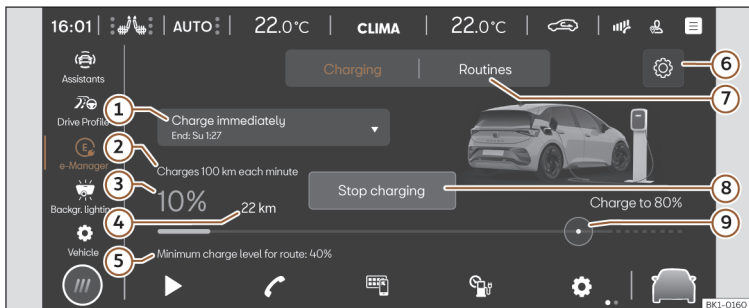 16:01 AUTO 22.0°C CLIMA 22.0°C
Assistants
Charging Routines
6
7
1
Charge immediately
End: Su 1:27
Drive Profile
2
e-Manager
Charges 100 km each minute
3
10%
22 km
Stop charging
8
Charge to 80%
9
Backgr. lighting
4
Vehicle
5
Minimum charge level for route: 40%
BK1-0160